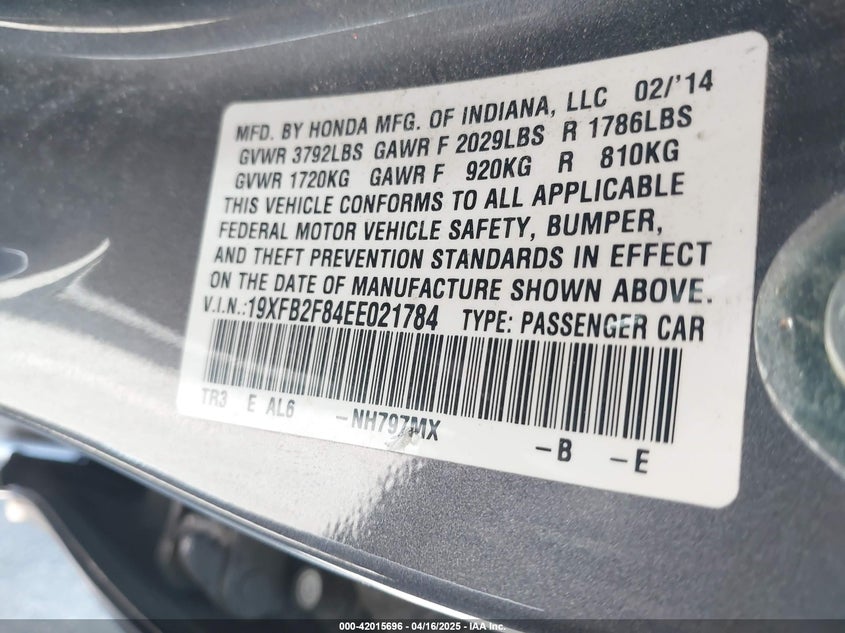 MFD. BY HONDA MFG. OF INDIANA, LLC 02/'14
GVWR 3792LBS GAWR F 2029LBS R 1786LBS
GVWR 1720KG GAWR F 920KG R 810KG
THIS VEHICLE CONFORMS TO ALL APPLICABLE
FEDERAL MOTOR VEHICLE SAFETY, BUMPER,
AND THEFT PREVENTION STANDARDS IN EFFECT
ON THE DATE OF MANUFACTURE SHOWN ABOVE.
V.I.N.:19XFB2F84EE021784 TYPE: PASSENGER CAR
TR3 E AL6 -NH797MX -B -E
000-42015696 - 04/16/2025 - IAA Inc.